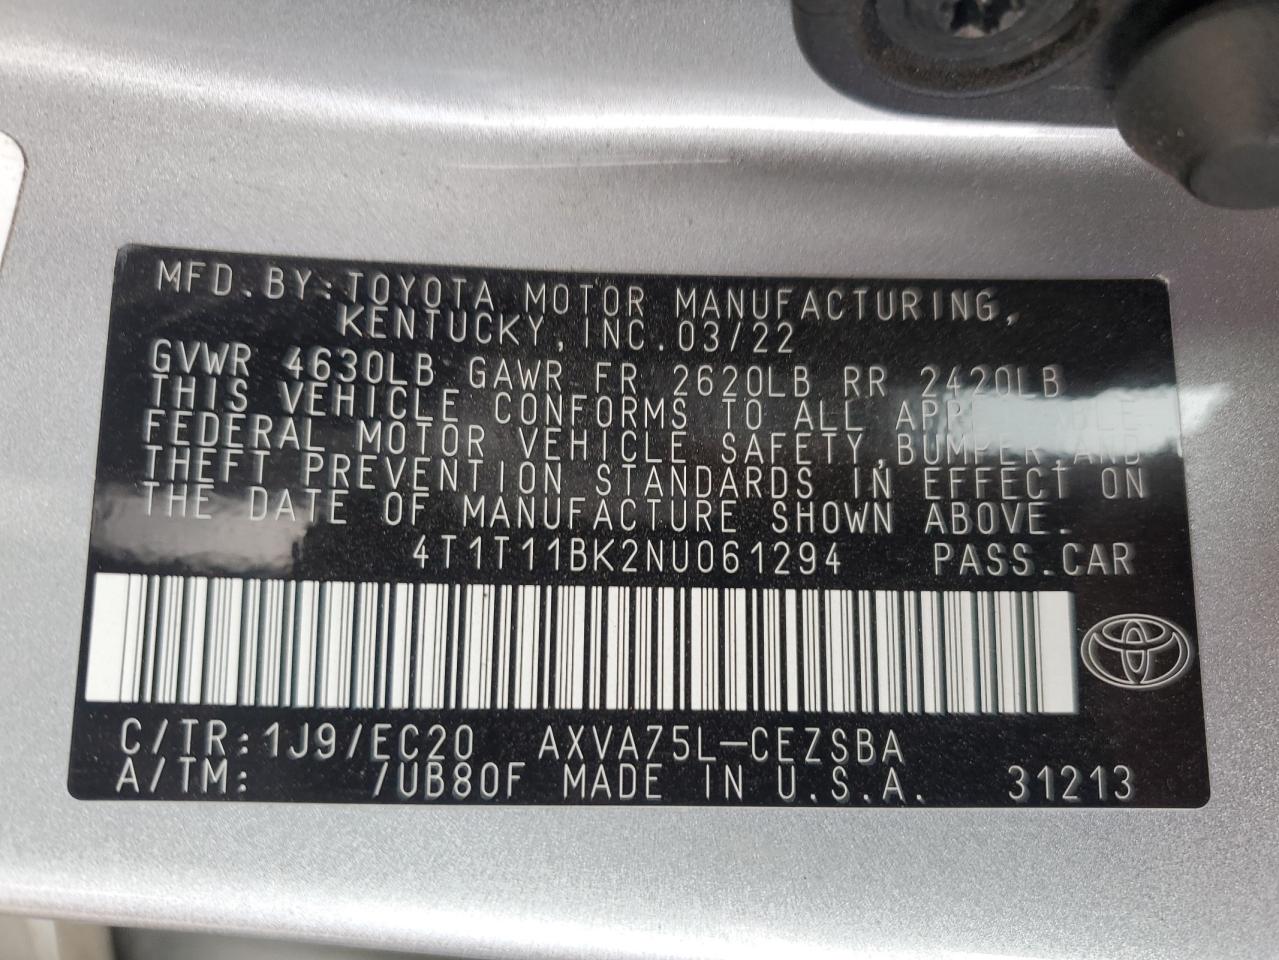 MFD.BY:TOYOTA MOTOR MANUFACTURING,
KENTUCKY,INC.03/22
GVWR 4630LB GAWR FR 2620LB RR 2420LB
THIS VEHICLE CONFORMS TO ALL APPLICABLE
FEDERAL MOTOR VEHICLE SAFETY,BUMPER,AND
THEFT PREVENTION STANDARDS IN EFFECT ON
THE DATE OF MANUFACTURE SHOWN ABOVE.
4T1T11BK2NU061294 PASS.CAR
C/TR:1J9/EC20 AXVA75L-CEZSBA
A/TM: /UB80F MADE IN U.S.A. 31213